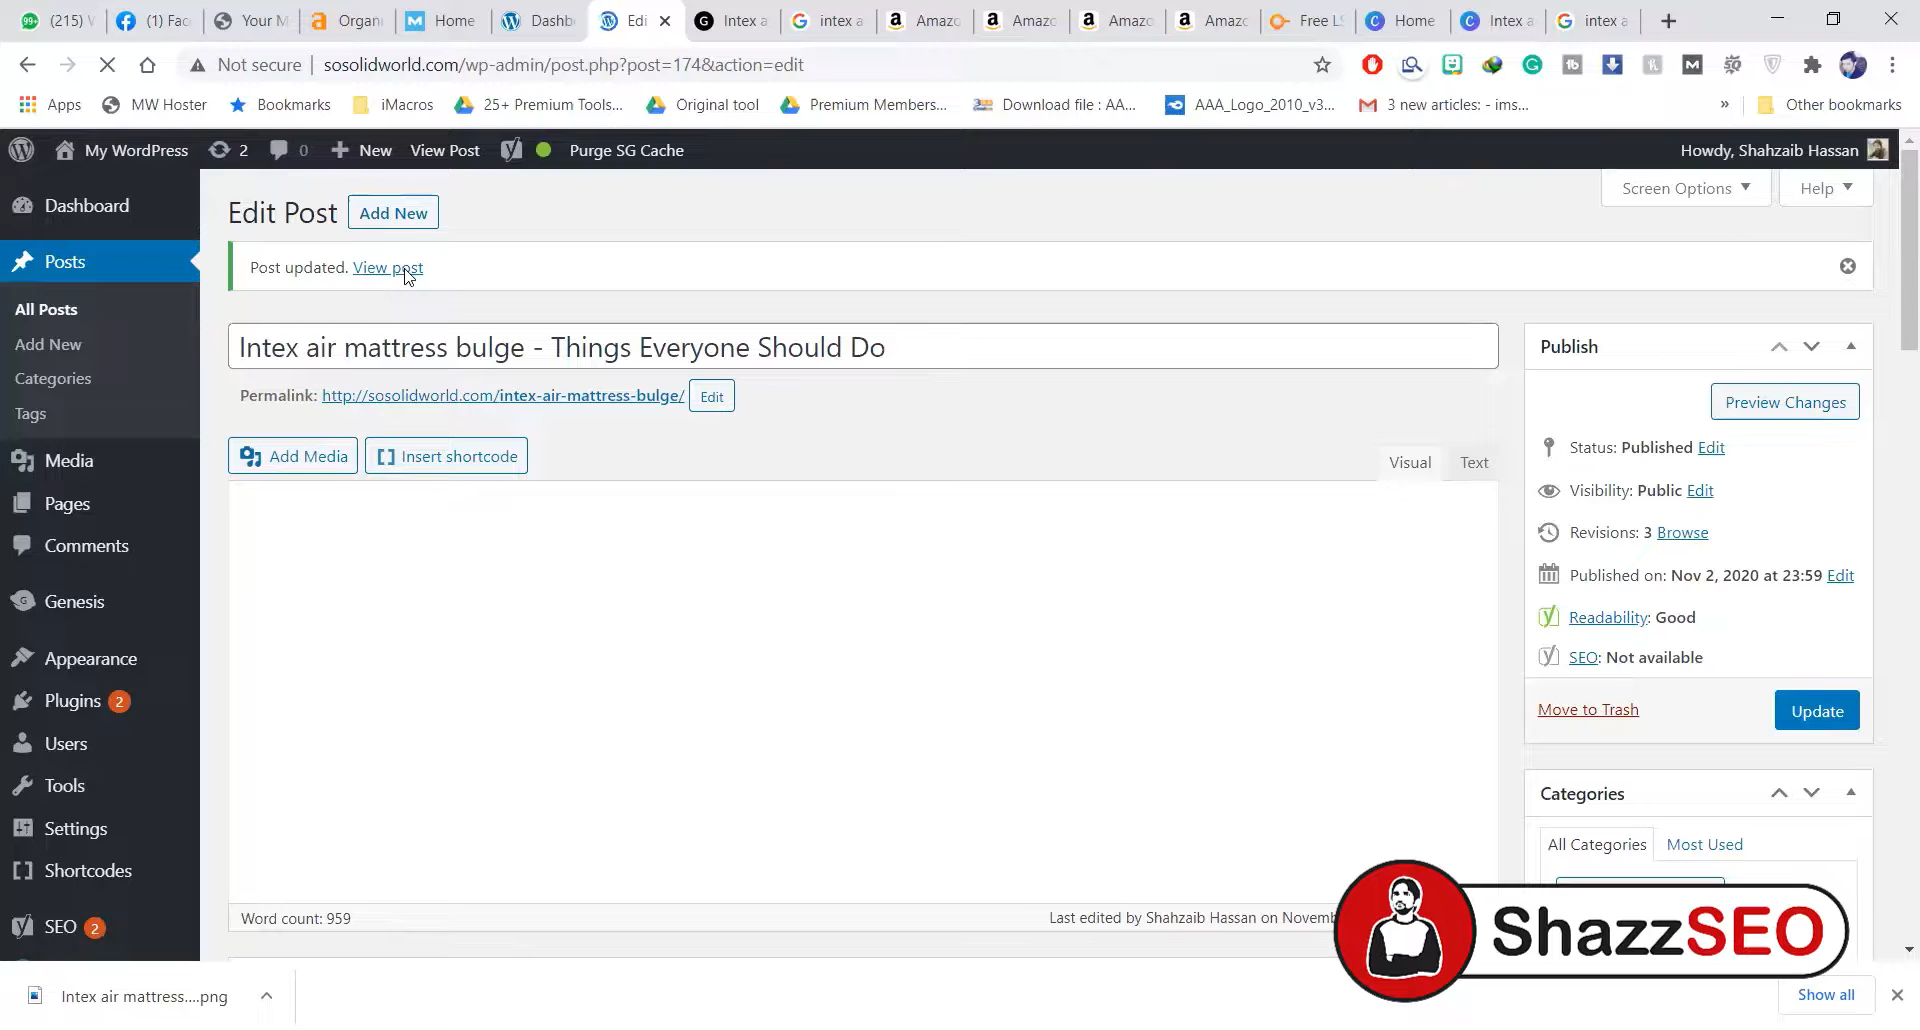 (215) W
(1) Fac
Your M
Organi
Home
Dashb
Edi
Intex a
intex a
Amazo
Amazo
Amazo
Amazo
Free LS
Home
Intex a
intex a
Not secure | sosolidworld.com/wp-admin/post.php?post=174&action=edit
Apps
MW Hoster
Bookmarks
iMacros
25+ Premium Tools...
Original tool
Premium Members...
Download file : AA...
AAA_Logo_2010_v3...
3 new articles: - ims...
»
Other bookmarks
My WordPress
2
0
New
View Post
Purge SG Cache
Howdy, Shahzaib Hassan
Screen Options
Help
Dashboard
Posts
All Posts
Add New
Categories
Tags
Media
Pages
Comments
Genesis
Appearance
Plugins 2
Users
Tools
Settings
Shortcodes
SEO 2
Edit Post
Add New
Post updated. View post
Intex air mattress bulge - Things Everyone Should Do
Permalink: http://sosolidworld.com/intex-air-mattress-bulge/
Edit
Add Media
Insert shortcode
Visual
Text
Word count: 959
Last edited by Shahzaib Hassan on Novemb
Publish
Preview Changes
Status: Published Edit
Visibility: Public Edit
Revisions: 3 Browse
Published on: Nov 2, 2020 at 23:59 Edit
Readability: Good
SEO: Not available
Move to Trash
Update
Categories
All Categories
Most Used
ShazzSEO
Intex air mattress....png
Show all